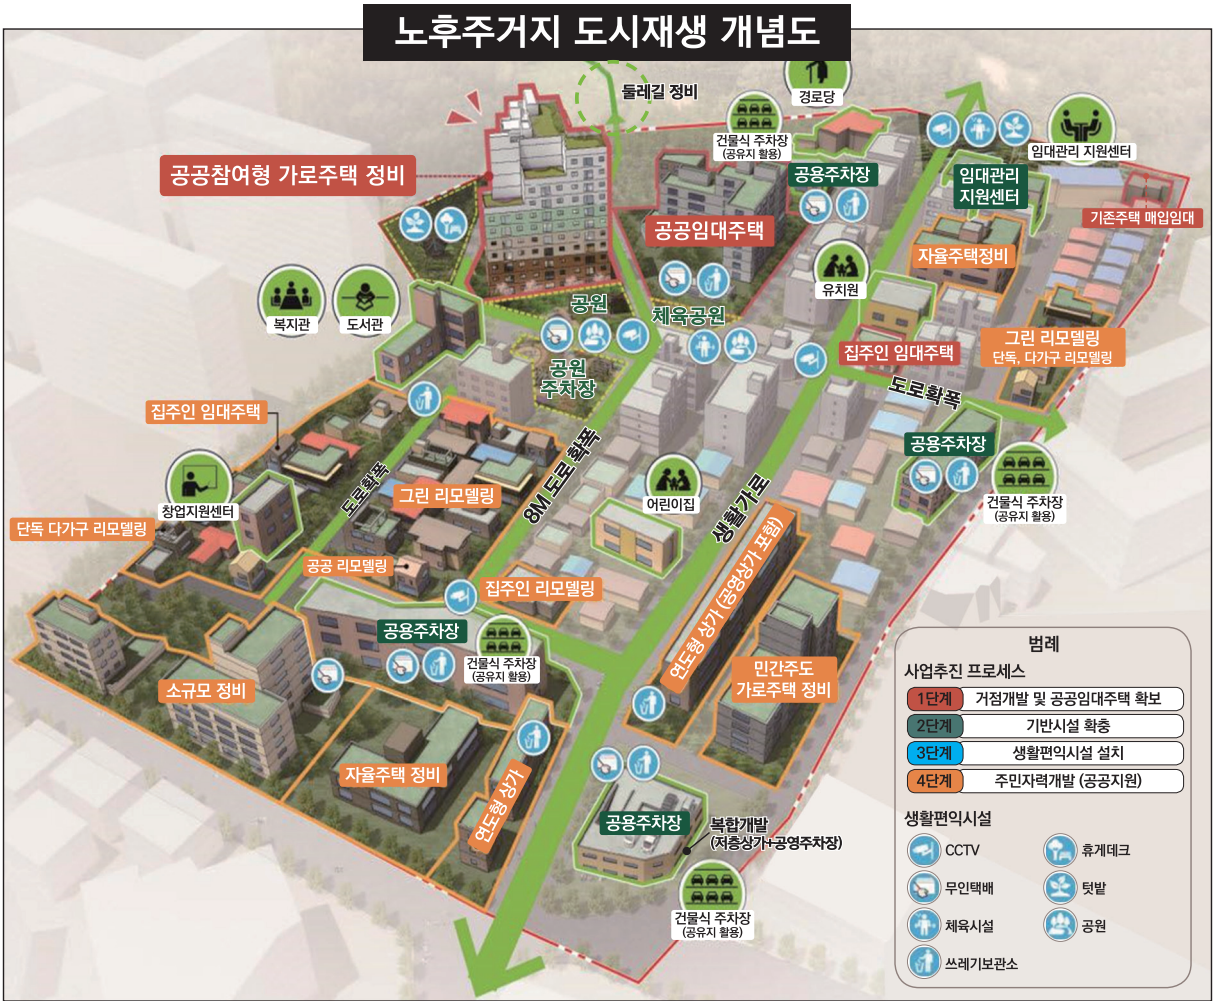 노후주거지 도시재생 개념도
둘레길 정비
경로당
건물식 주차장
(공유지 활용)
임대관리 지원센터
공공참여형 가로주택 정비
공용주차장
임대관리
지원센터
기존주택 매입임대
공공임대주택
자율주택정비
복지관
도서관
유치원
공원
체육공원
집주인 임대주택
그린 리모델링
단독, 다가구 리모델링
공원
주차장
도로확폭
집주인 임대주택
공용주차장
건물식 주차장
(공유지 활용)
창업지원센터
도로확폭
그린 리모델링
8M 도로 확폭
어린이집
생활가로
단독 다가구 리모델링
공공 리모델링
집주인 리모델링
연도형 상가 (공영상가 포함)
공용주차장
건물식 주차장
(공유지 활용)
소규모 정비
민간주도
가로주택 정비
자율주택 정비
연도형 상가
공용주차장
복합개발
(저층상가+공영주차장)
건물식 주차장
(공유지 활용)
범례
사업추진 프로세스
1단계 거점개발 및 공공임대주택 확보
2단계 기반시설 확충
3단계 생활편익시설 설치
4단계 주민자력개발 (공공지원)
생활편익시설
CCTV
휴게데크
무인택배
텃밭
체육시설
공원
쓰레기보관소